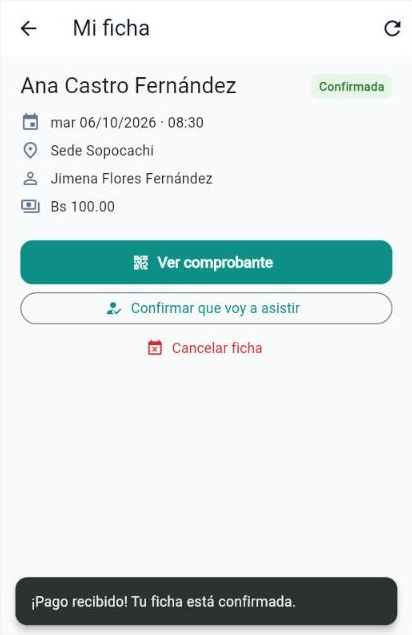 Mi ficha
Ana Castro Fernández
Confirmada
mar 06/10/2026 · 08:30
Sede Sopocachi
Jimena Flores Fernández
Bs 100.00
Ver comprobante
Confirmar que voy a asistir
Cancelar ficha
¡Pago recibido! Tu ficha está confirmada.